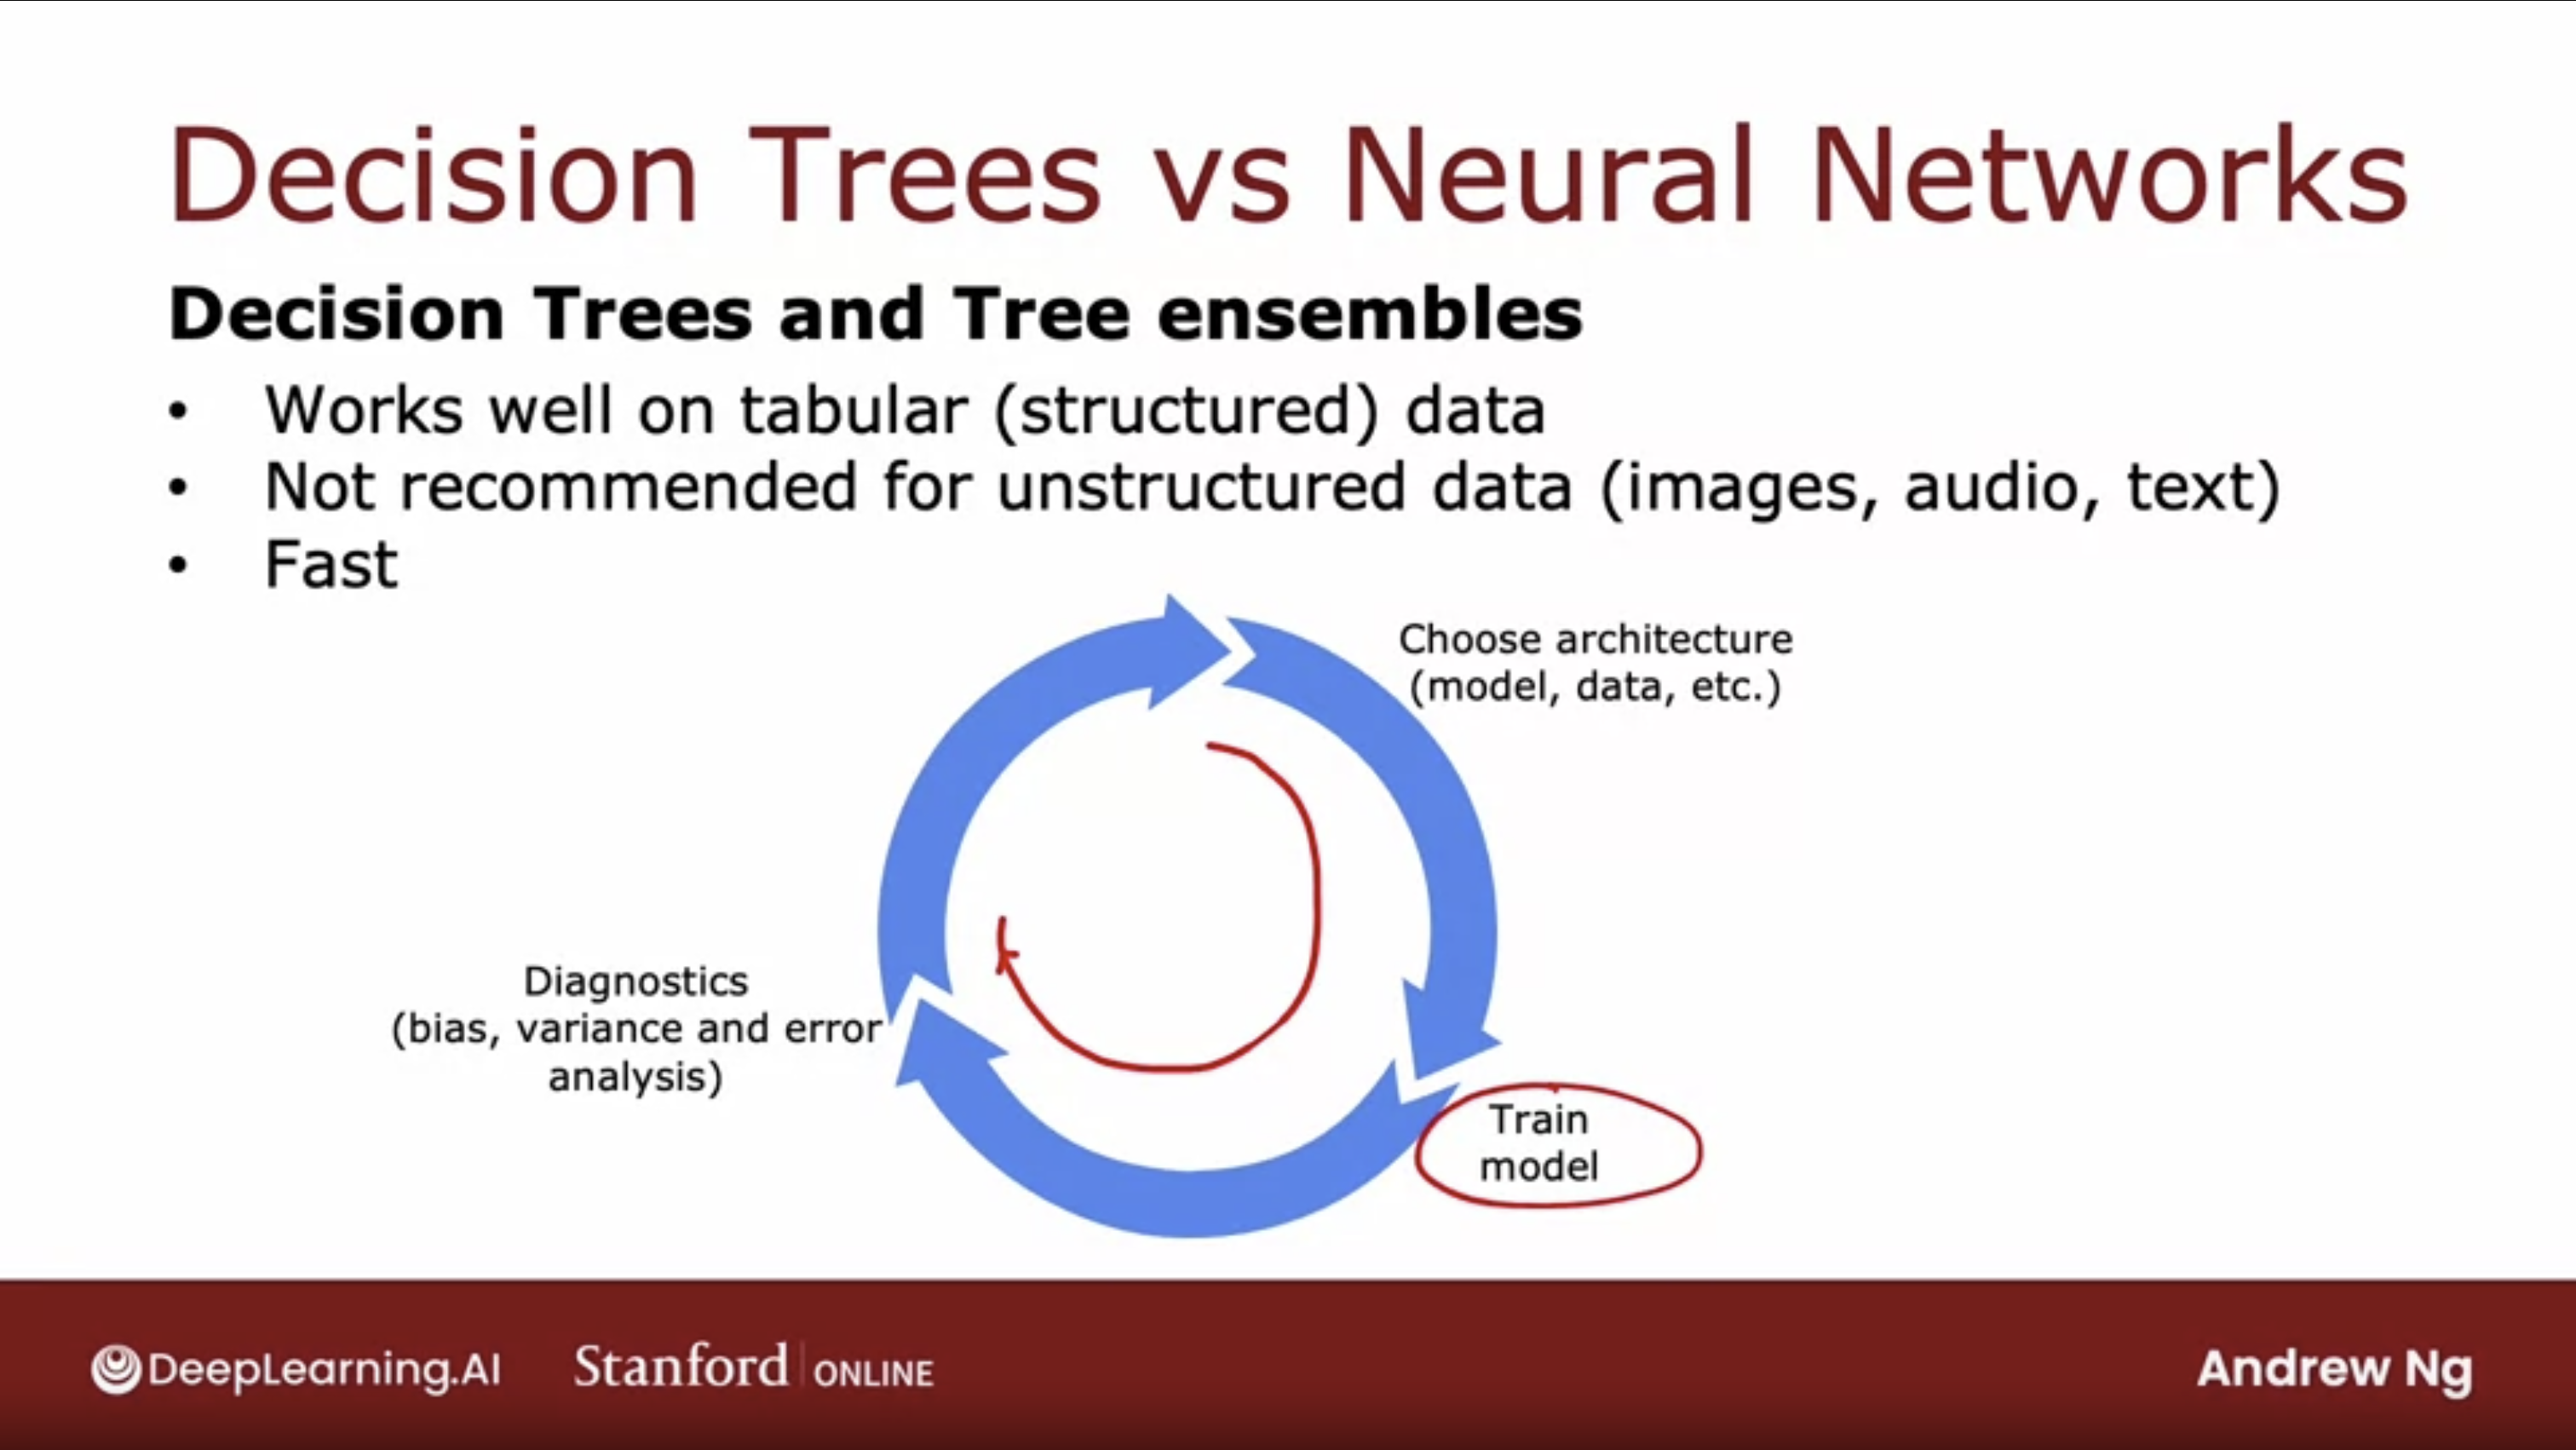 Decision Trees vs Neural Networks
Decision Trees and Tree ensembles
• Works well on tabular (structured) data
• Not recommended for unstructured data (images, audio, text)
• Fast
Choose architecture
(model, data, etc.)
Diagnostics
(bias, variance and error
analysis)
Train
model
DeepLearning.AI
Stanford | ONLINE
Andrew Ng